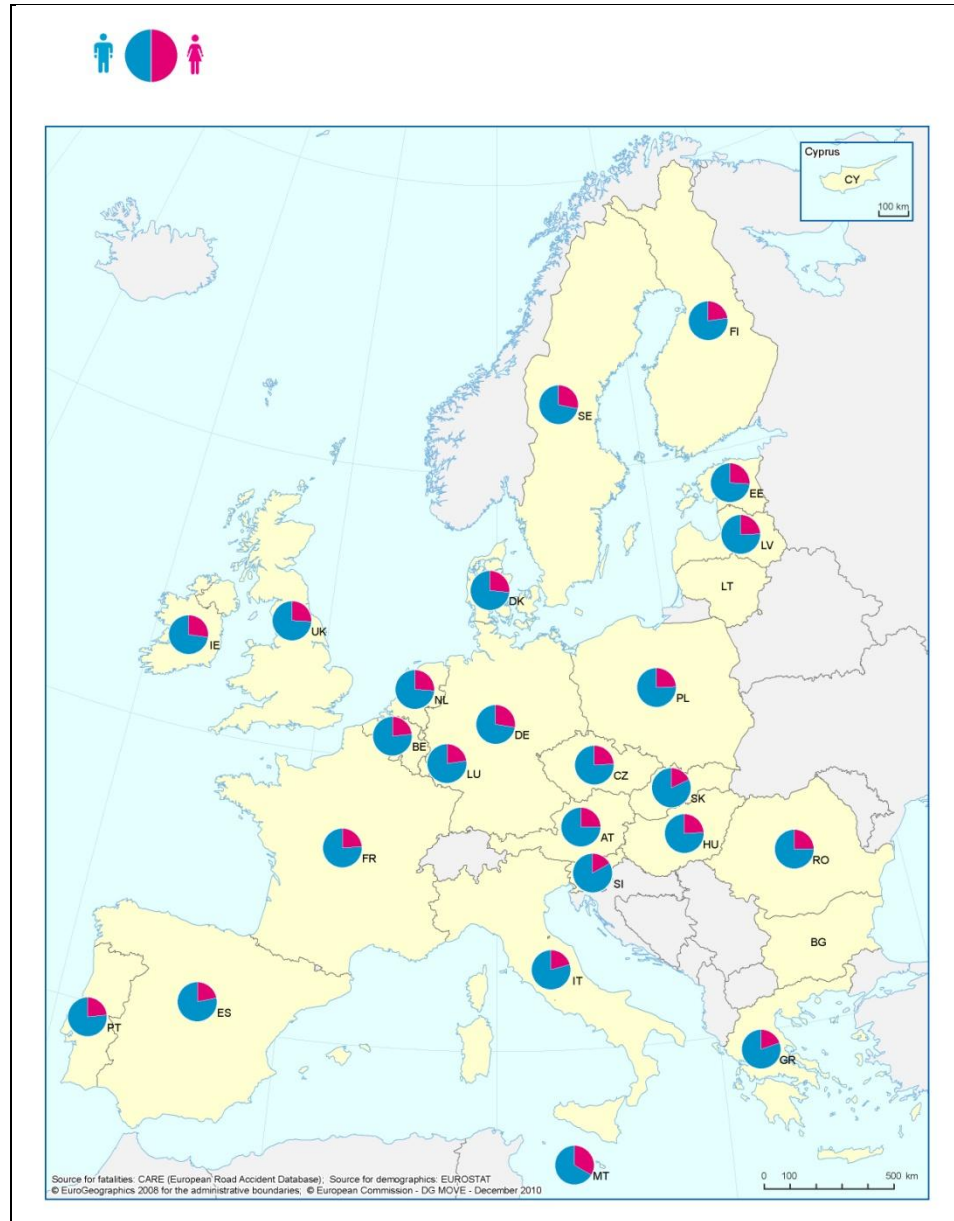 Cyprus
CY
100 km
FI
SE
EE
LV
LT
DK
IE
UK
NL
PL
DE
BE
LU
CZ
SK
AT
HU
FR
RO
SI
BG
IT
ES
PT
GR
MT
Source for fatalities: CARE (European Road Accident Database); Source for demographics: EUROSTAT
© EuroGeographics 2008 for the administrative boundaries; © European Commission - DG MOVE - December 2010
0 100 500 km